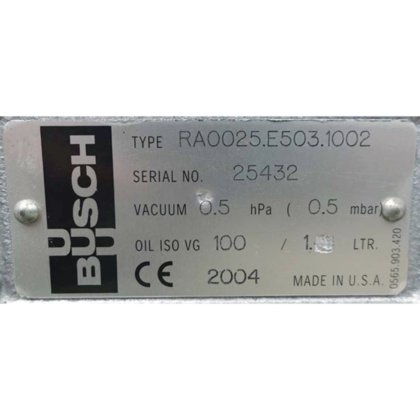 BUSCH
TYPE RA0025.E503.1002
SERIAL NO. 25432
VACUUM 0.5 hPa ( 0.5 mbar)
OIL ISO VG 100 / LTR.
CE 2004 MADE IN U.S.A.
0565.903.420